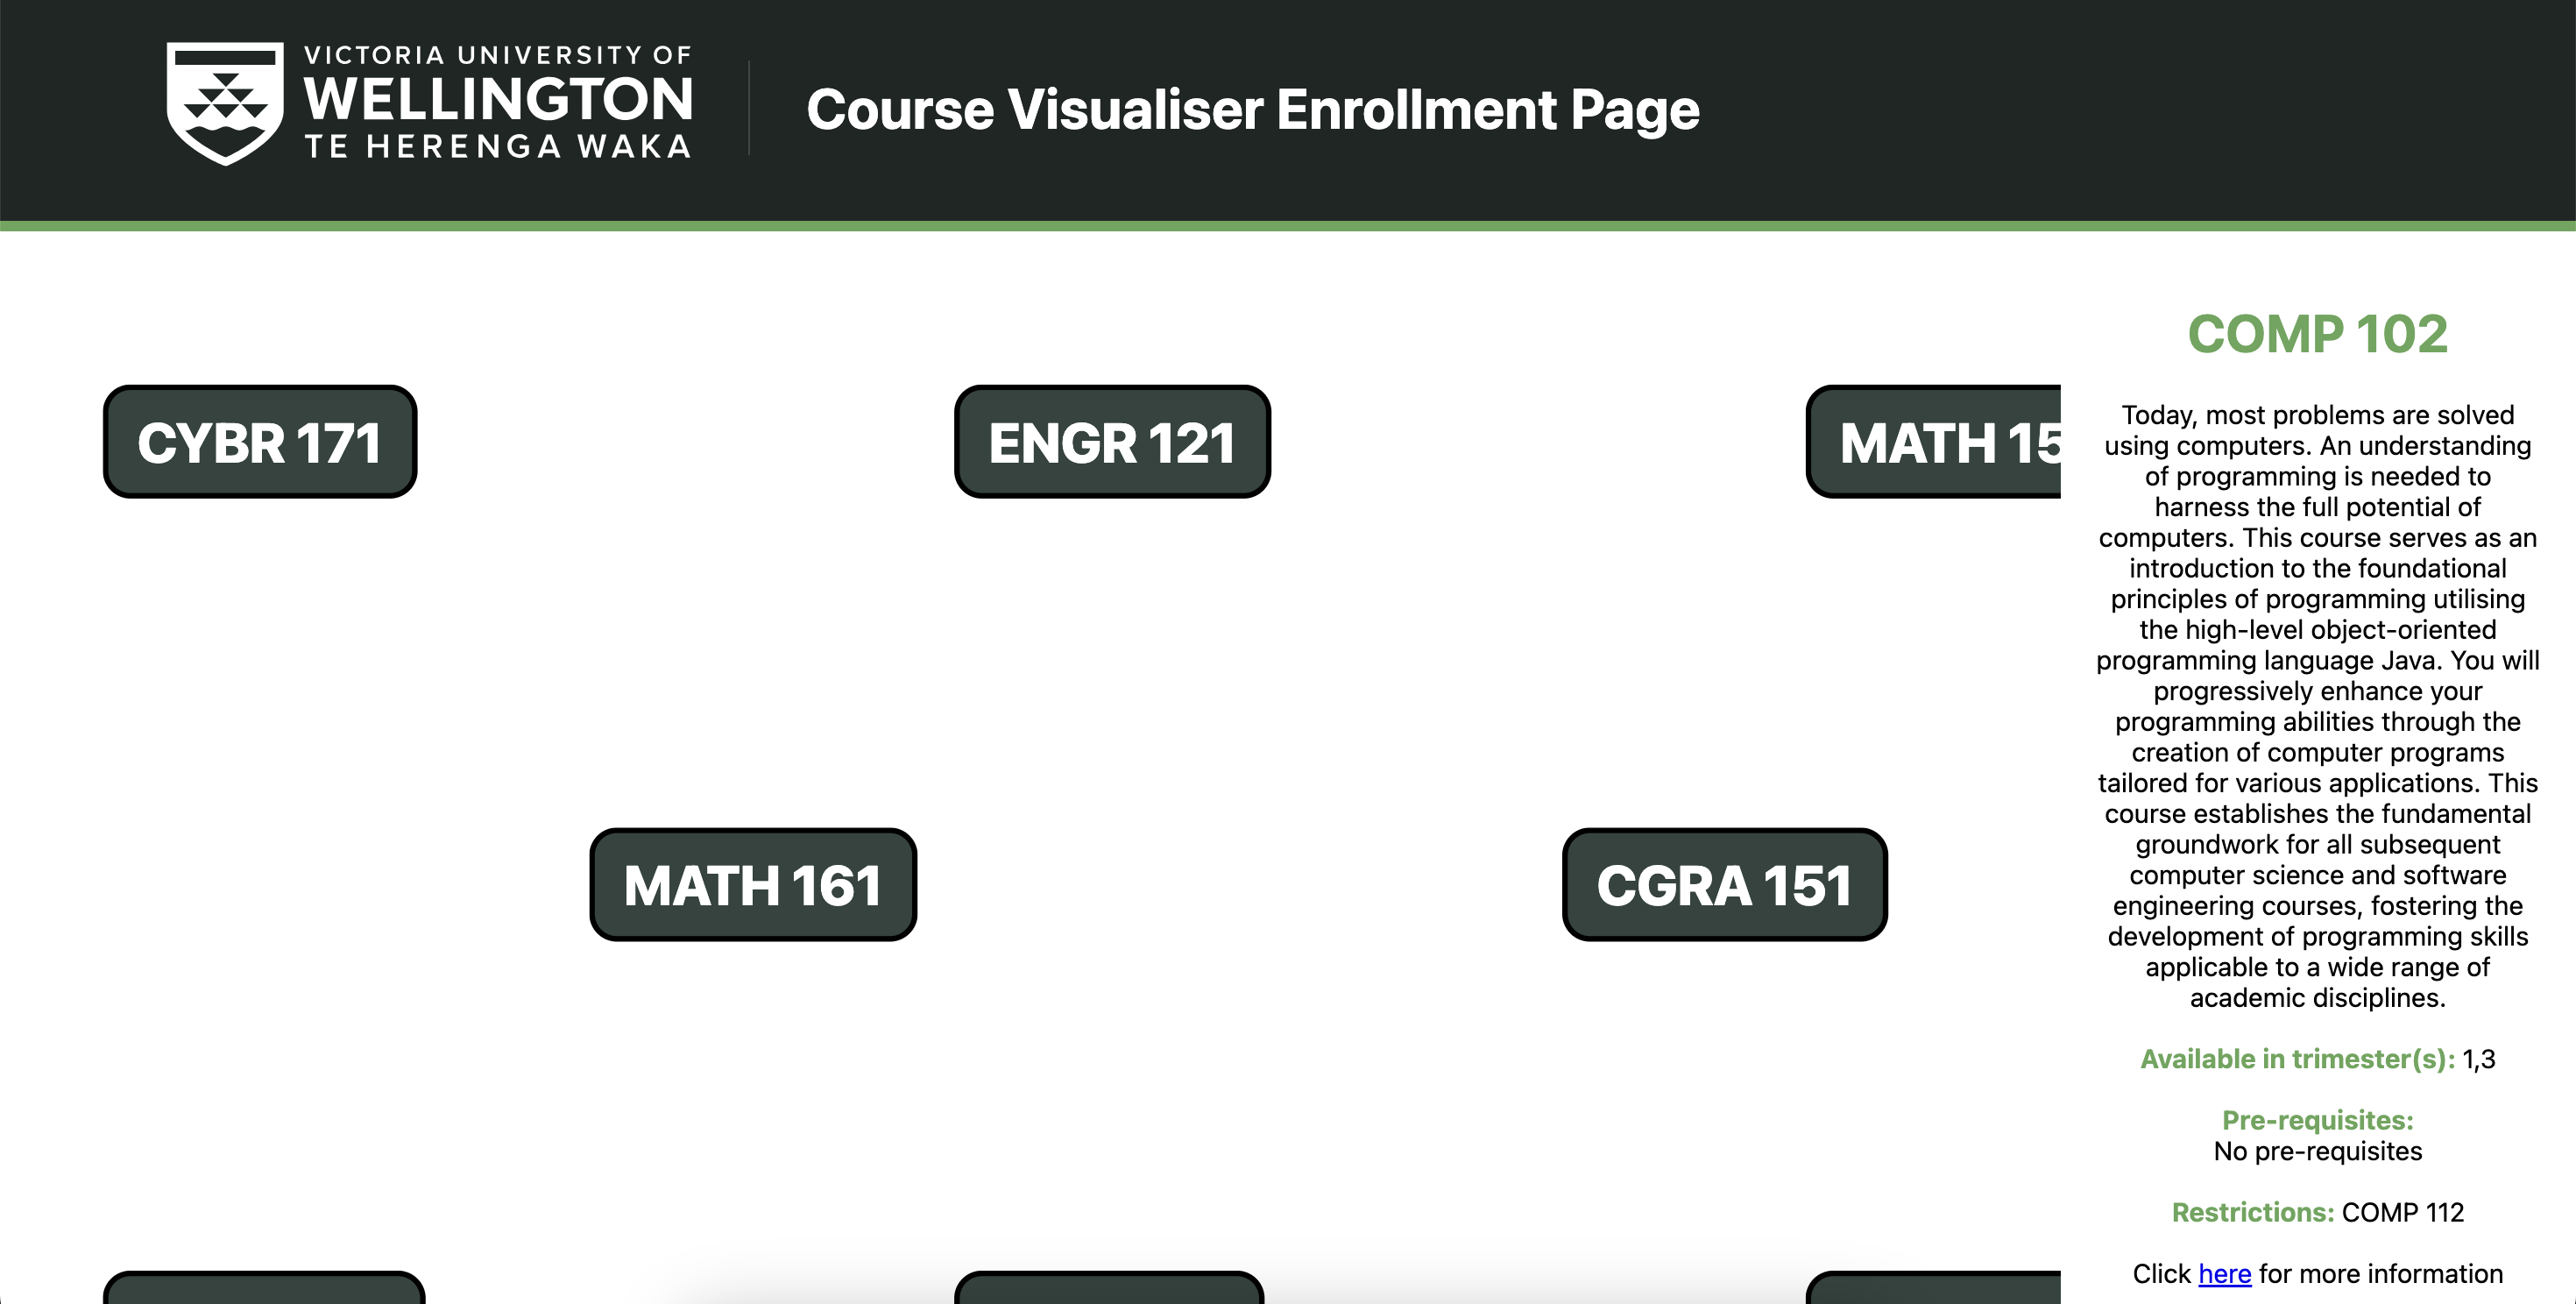 VICTORIA UNIVERSITY OF
WELLINGTON
TE HERENGA WAKA
Course Visualiser Enrollment Page
CYBR 171
ENGR 121
MATH 15
MATH 161
CGRA 151
COMP 102
Today, most problems are solved
using computers. An understanding
of programming is needed to
harness the full potential of
computers. This course serves as an
introduction to the foundational
principles of programming utilising
the high-level object-oriented
programming language Java. You will
progressively enhance your
programming abilities through the
creation of computer programs
tailored for various applications. This
course establishes the fundamental
groundwork for all subsequent
computer science and software
engineering courses, fostering the
development of programming skills
applicable to a wide range of
academic disciplines.
Available in trimester(s): 1,3
Pre-requisites:
No pre-requisites
Restrictions: COMP 112
Click here for more information